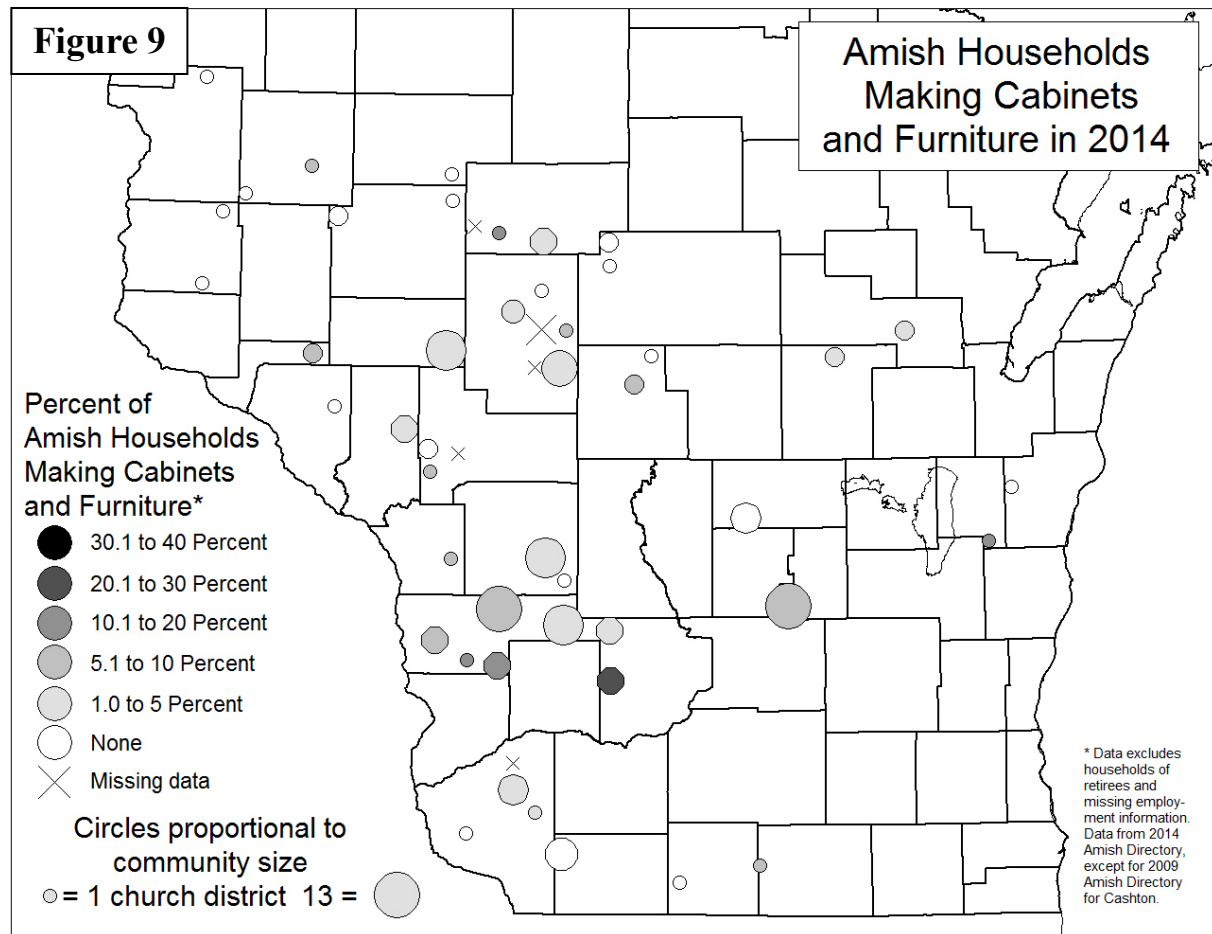 Figure 9
Amish Households
Making Cabinets
and Furniture in 2014
Percent of
Amish Households
Making Cabinets
and Furniture*
30.1 to 40 Percent
20.1 to 30 Percent
10.1 to 20 Percent
5.1 to 10 Percent
1.0 to 5 Percent
None
Missing data
Circles proportional to
community size
= 1 church district 13 =
* Data excludes
households of
retirees and
missing employ-
ment information.
Data from 2014
Amish Directory,
except for 2009
Amish Directory
for Cashton.